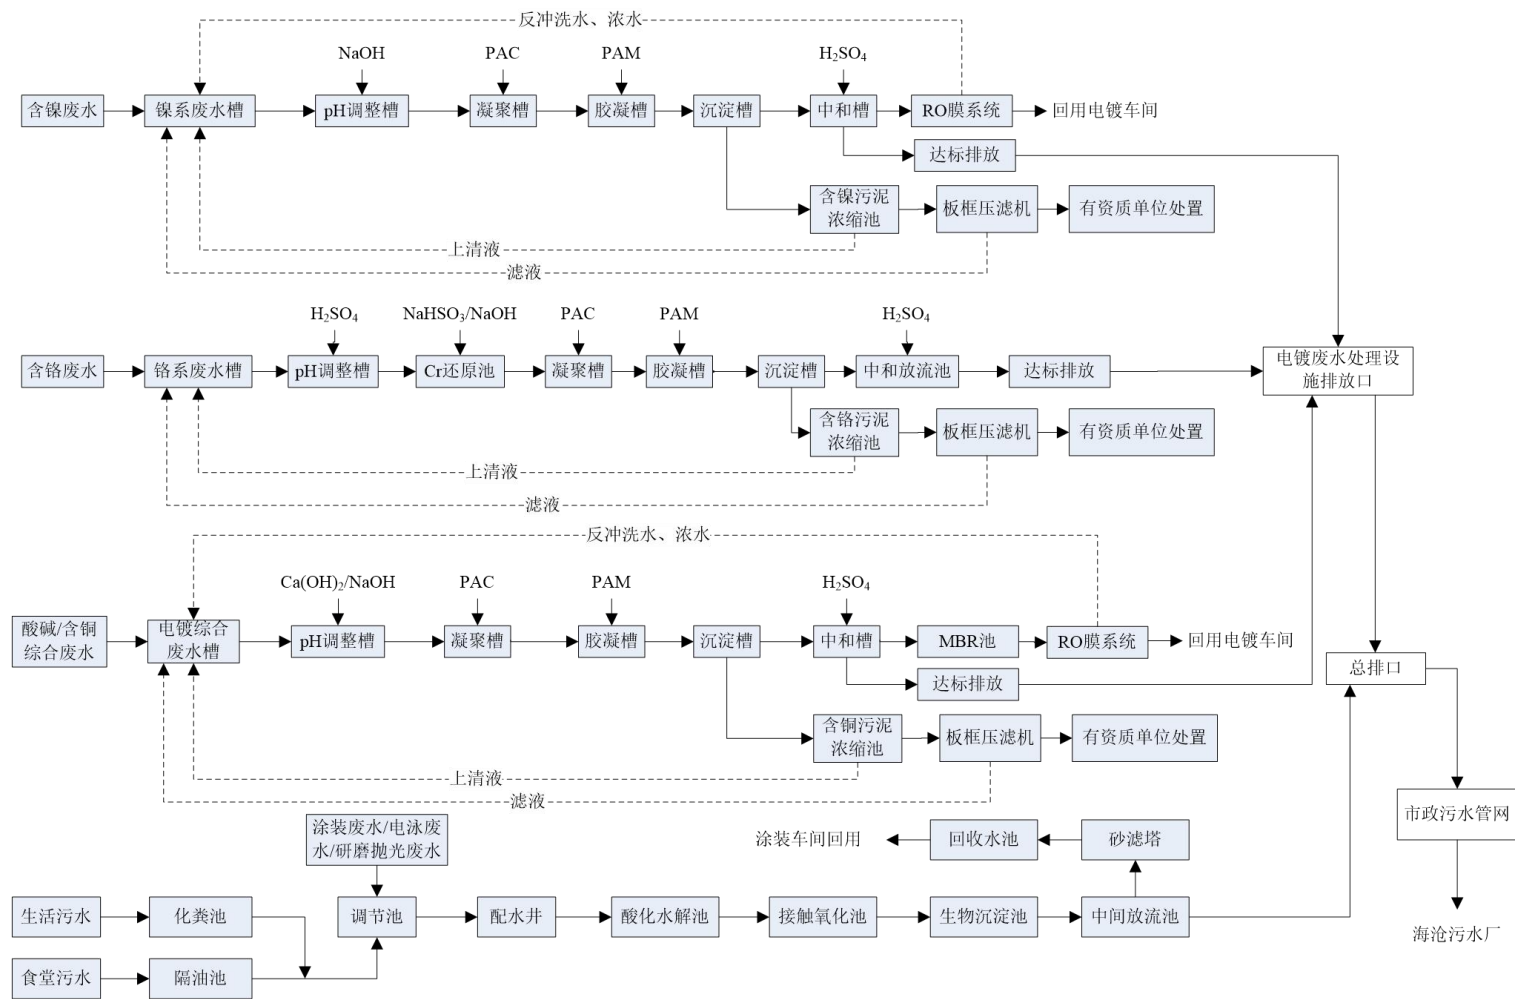 反冲洗水、浓水
NaOH
PAC
PAM
H₂SO₄
含镍废水
镍系废水槽
pH调整槽
凝聚槽
胶凝槽
沉淀槽
中和槽
RO膜系统
回用电镀车间
达标排放
含镍污泥
浓缩池
板框压滤机
有资质单位处置
上清液
滤液
H₂SO₄
NaHSO₃/NaOH
PAC
PAM
H₂SO₄
含铬废水
铬系废水槽
pH调整槽
Cr还原池
凝聚槽
胶凝槽
沉淀槽
中和放流池
达标排放
电镀废水处理设
施排放口
含铬污泥
浓缩池
板框压滤机
有资质单位处置
上清液
滤液
反冲洗水、浓水
Ca(OH)₂/NaOH
PAC
PAM
H₂SO₄
酸碱/含铜
综合废水
电镀综合
废水槽
pH调整槽
凝聚槽
胶凝槽
沉淀槽
中和槽
MBR池
RO膜系统
回用电镀车间
达标排放
总排口
含铜污泥
浓缩池
板框压滤机
有资质单位处置
上清液
滤液
市政污水管网
涂装废水/电泳废
水/研磨抛光废水
涂装车间回用
回收水池
砂滤塔
生活污水
化粪池
调节池
配水井
酸化水解池
接触氧化池
生物沉淀池
中间放流池
海沧污水厂
食堂污水
隔油池